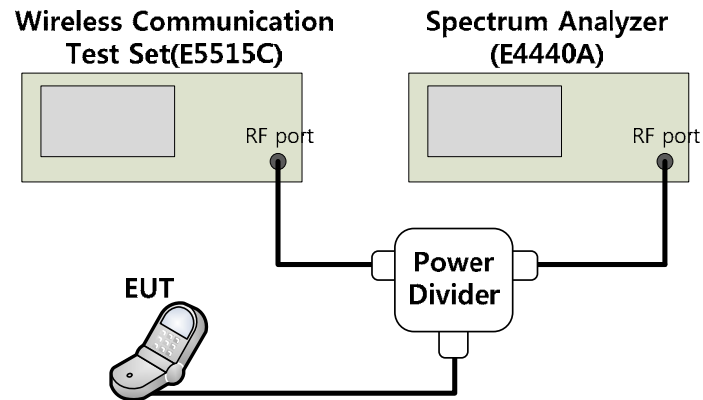 Wireless Communication
Test Set(E5515C)
Spectrum Analyzer
(E4440A)
RF port
RF port
Power
Divider
EUT